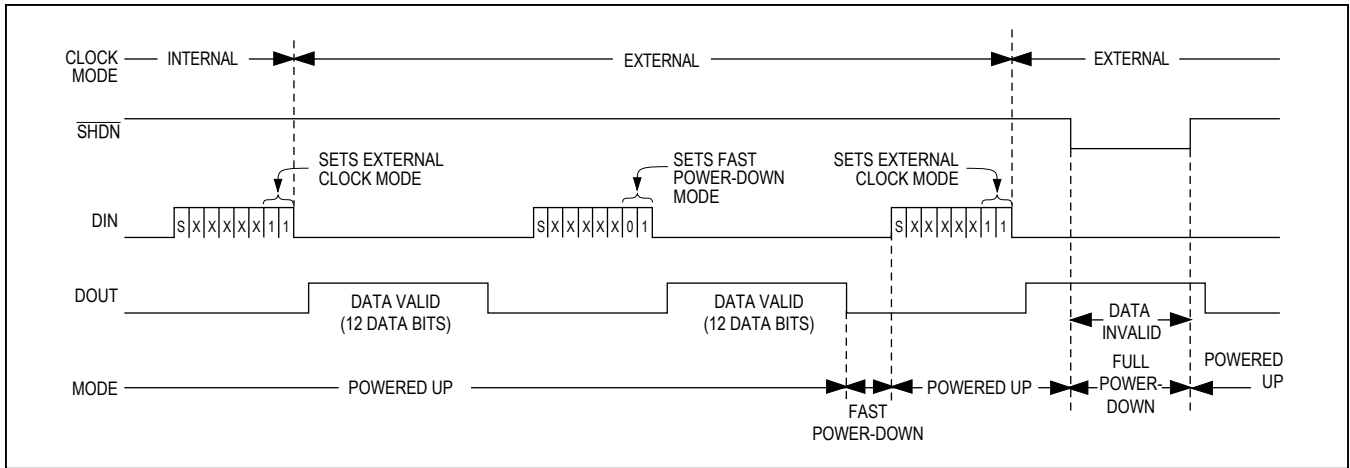 CLOCK MODE
INTERNAL
EXTERNAL
EXTERNAL
SHDN
SETS EXTERNAL
CLOCK MODE
SETS FAST
POWER-DOWN
MODE
SETS EXTERNAL
CLOCK MODE
DIN
S X X X X X 1 1
S X X X X X 0 1
S X X X X X 1 1
DOUT
DATA VALID
(12 DATA BITS)
DATA VALID
(12 DATA BITS)
DATA
INVALID
MODE
POWERED UP
FAST
POWER-DOWN
POWERED UP
FULL
POWER-
DOWN
POWERED
UP